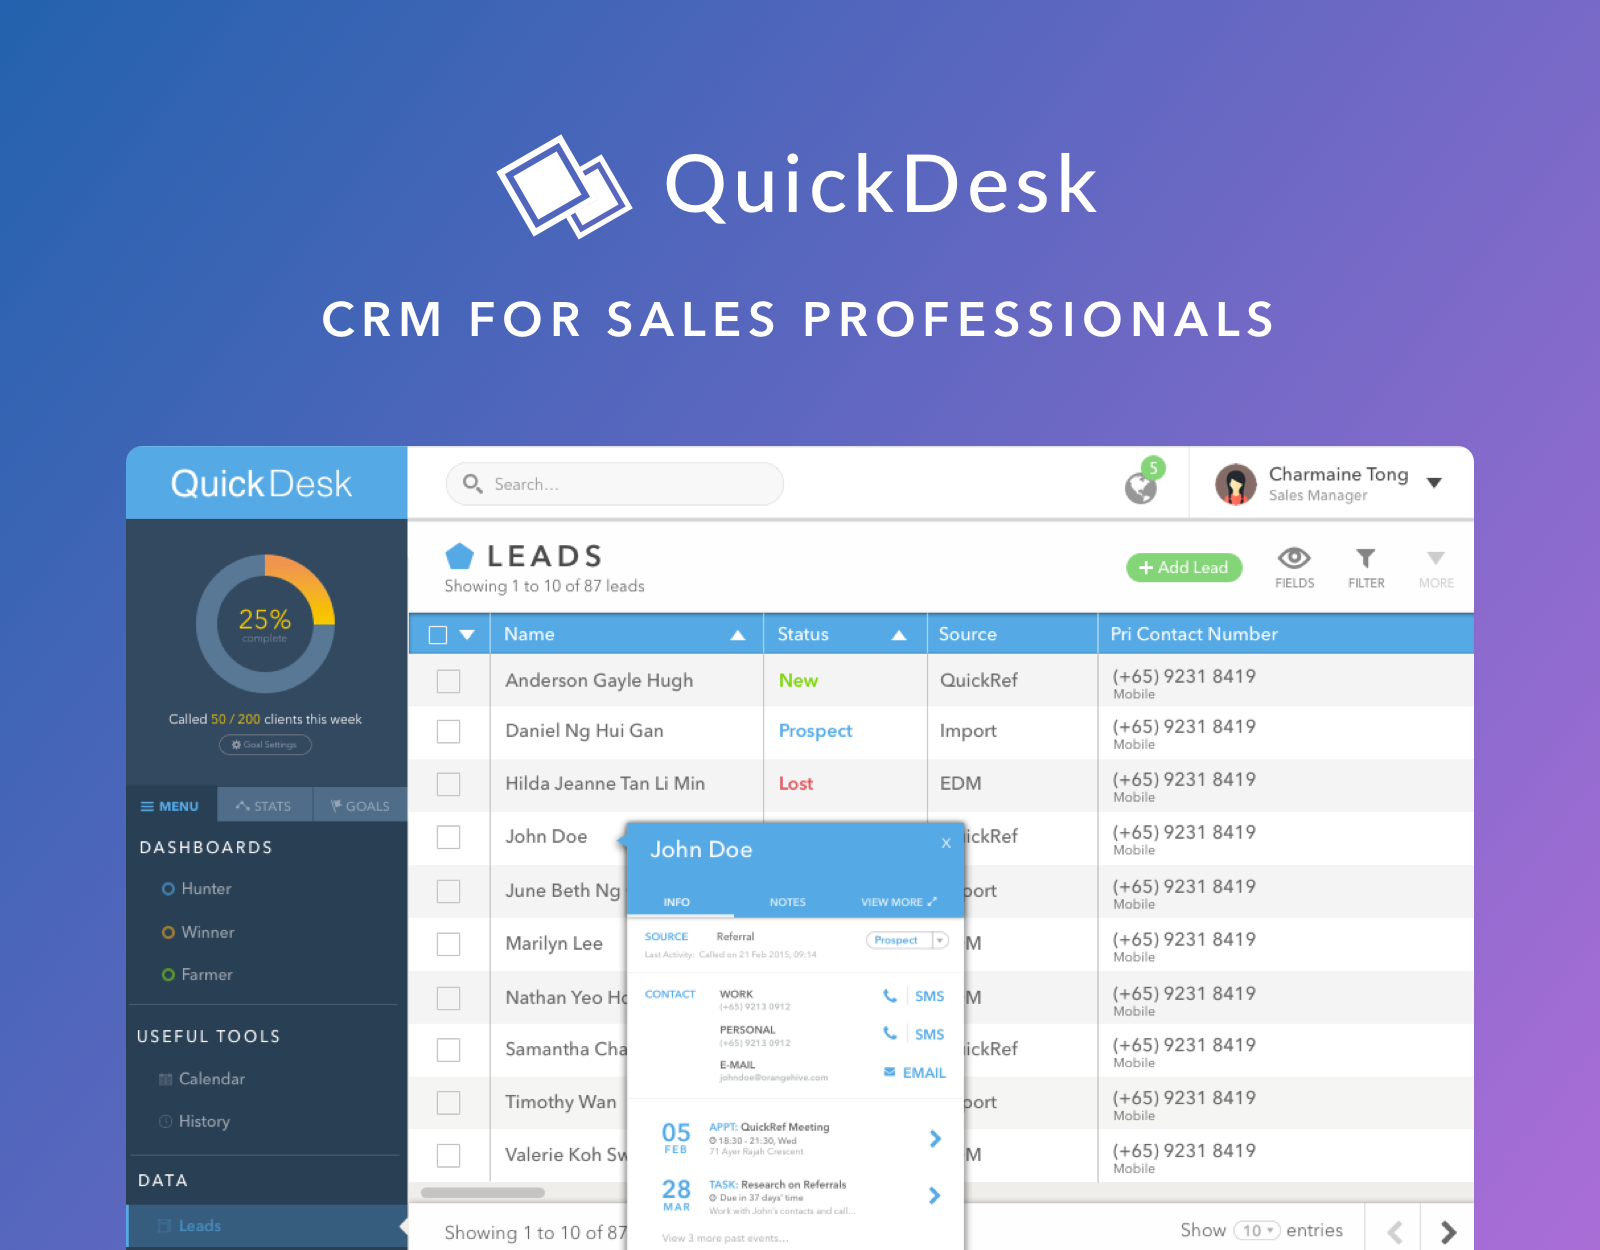 QuickDesk
CRM FOR SALES PROFESSIONALS
QuickDesk
Search...
5
Charmaine Tong
Sales Manager
25%
complete
Called 50 / 200 clients this week
Goal Settings
MENU
STATS
GOALS
DASHBOARDS
Hunter
Winner
Farmer
USEFUL TOOLS
Calendar
History
DATA
Leads
LEADS
Showing 1 to 10 of 87 leads
+ Add Lead
FIELDS
FILTER
MORE
Name Status Source Pri Contact Number
Anderson Gayle Hugh New QuickRef (+65) 9231 8419
Mobile
Daniel Ng Hui Gan Prospect Import (+65) 9231 8419
Mobile
Hilda Jeanne Tan Li Min Lost EDM (+65) 9231 8419
Mobile
John Doe ickRef (+65) 9231 8419
Mobile
June Beth Ng ort (+65) 9231 8419
Mobile
Marilyn Lee M (+65) 9231 8419
Mobile
Nathan Yeo Ho M (+65) 9231 8419
Mobile
Samantha Cha ickRef (+65) 9231 8419
Mobile
Timothy Wan ort (+65) 9231 8419
Mobile
Valerie Koh Sw M (+65) 9231 8419
Mobile
John Doe
X
INFO NOTES VIEW MORE
SOURCE Referral Prospect
Last Activity: Called on 21 Feb 2015, 09:14
CONTACT WORK SMS
(+65) 9213 0912
PERSONAL SMS
(+65) 9213 0912
E-MAIL EMAIL
johndoe@orangehive.com
05 FEB
APPT: QuickRef Meeting
18:30 - 21:30, Wed
71 Ayer Rajah Crescent
28 MAR
TASK: Research on Referrals
Due in 37 days' time
Work with John's contacts and call...
View 3 more past events...
Showing 1 to 10 of 87
Show 10 entries